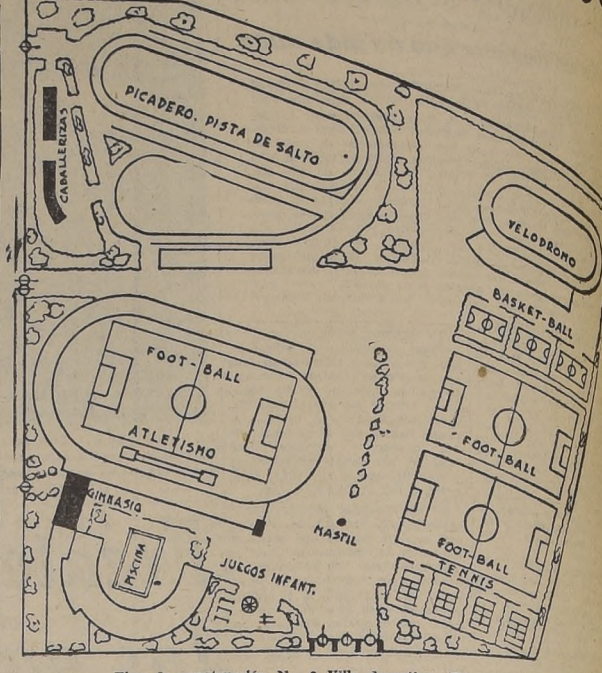 PICADERO. PISTA DE SALTO
CABALLERIZAS
VELODROMO
BASKET-BALL
FOOT-BALL
ATLETISMO
FOOT-BALL
FOOT-BALL
GIMNASIO
MASTIL
PISCINA
JUEGOS INFANT.
TENNIS